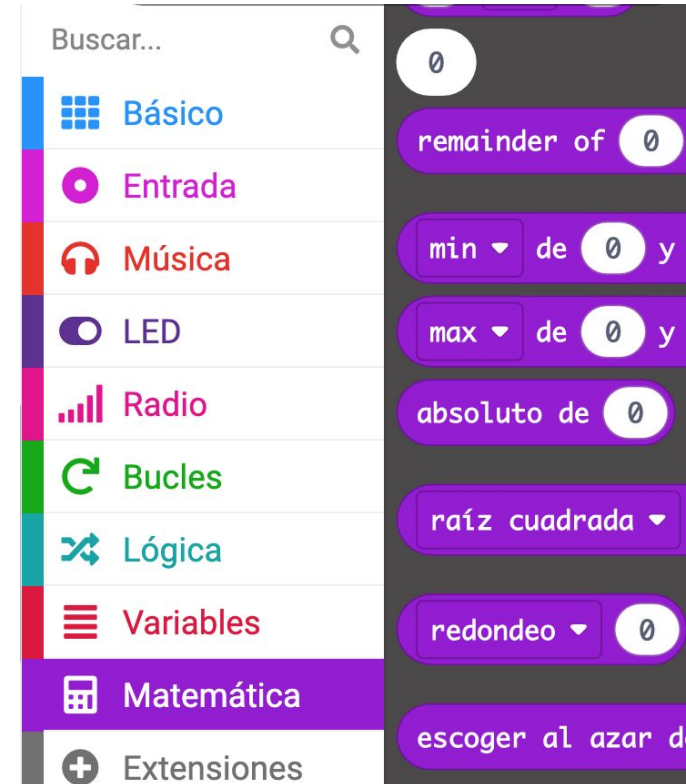 Buscar...
Básico
Entrada
Música
LED
Radio
Bucles
Lógica
Variables
Matemática
Extensiones
0
remainder of 0
min de 0 y
max de 0 y
absoluto de 0
raíz cuadrada
redondeo 0
escoger al azar